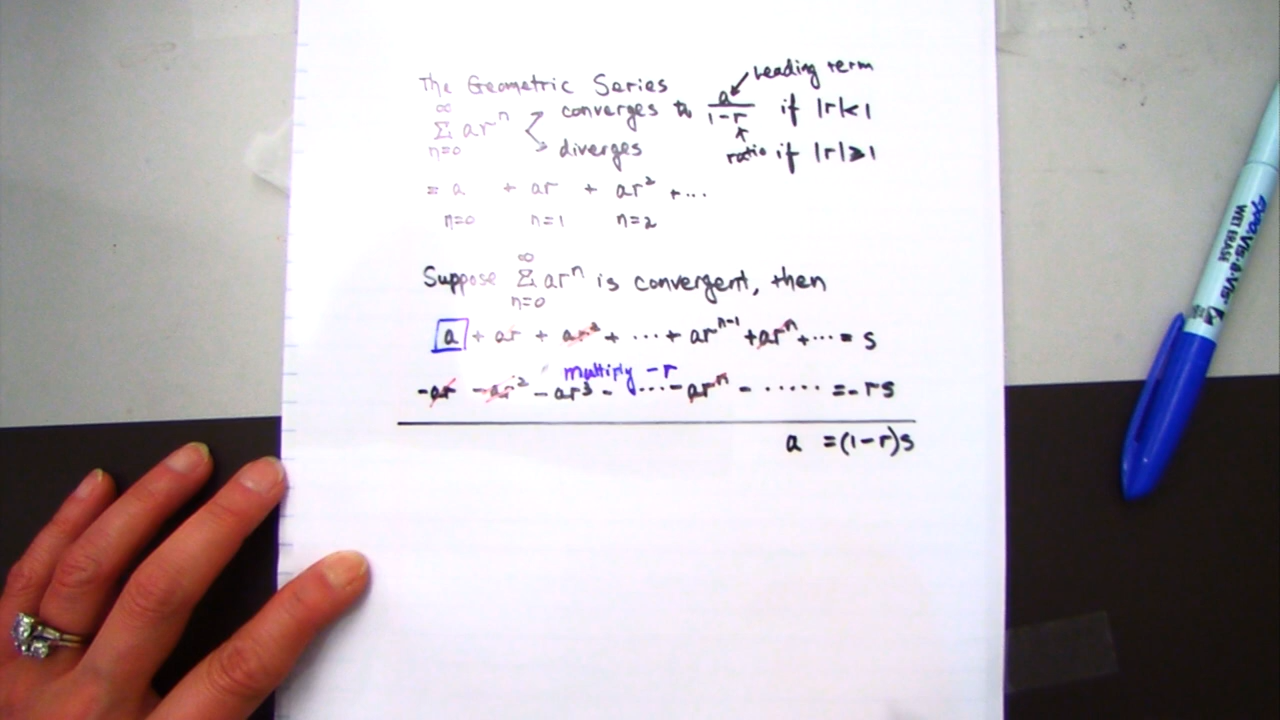 The Geometric Series
leading term
∞
Σ ar^n
n=0
converges to a/(1-r) if |r|<1
diverges
ratio
if |r|≥1
= a + ar + ar² + ...
n=0 n=1 n=2
Suppose ∞ Σ n=0 ar^n is convergent, then
a + ar + ar² + ... + ar^(n-1) + ar^n + ... = s
multiply -r
-ar -ar² - ar³ - .... - ar^n - ...... = -rs
a =(1-r)s
expo Vis-à-Vis
WET ERASE